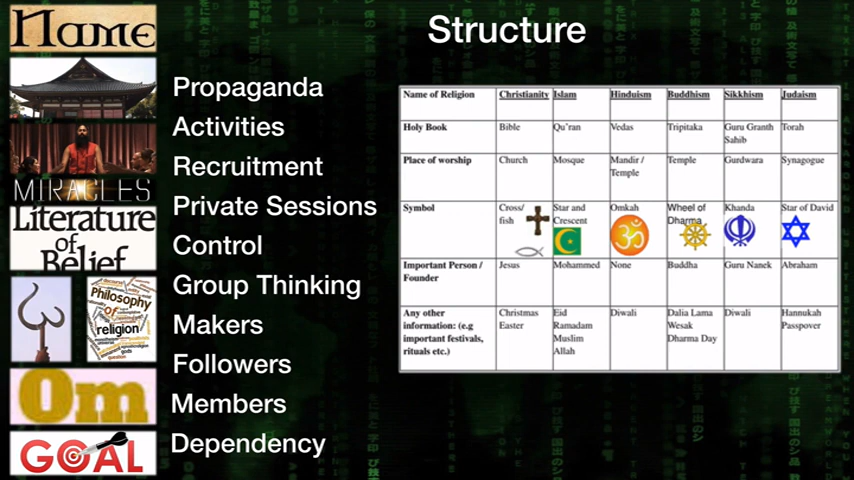 Structure
Name
MIRACLES
Literature
of
Belief
Philosophy
of
religion
Om
GOAL
Propaganda
Activities
Recruitment
Private Sessions
Control
Group Thinking
Makers
Followers
Members
Dependency
Name of Religion Christianity Islam Hinduism Buddhism Sikkhism Judaism
Holy Book Bible Qu'ran Vedas Tripitaka Guru Granth Torah
Sahib
Place of worship Church Mosque Mandir / Temple Gurdwara Synagogue
Temple
Symbol Cross/ Star and Omkah Wheel of Khanda Star of David
fish Crescent Dharma
Important Person / Jesus Mohammed None Buddha Guru Nanek Abraham
Founder
Any other Christmas Eid Diwali Dalia Lama Diwali Hannukah
information: (e.g Easter Ramadam Wesak Passpover
important festivals, Muslim Dharma Day
rituals etc.) Allah